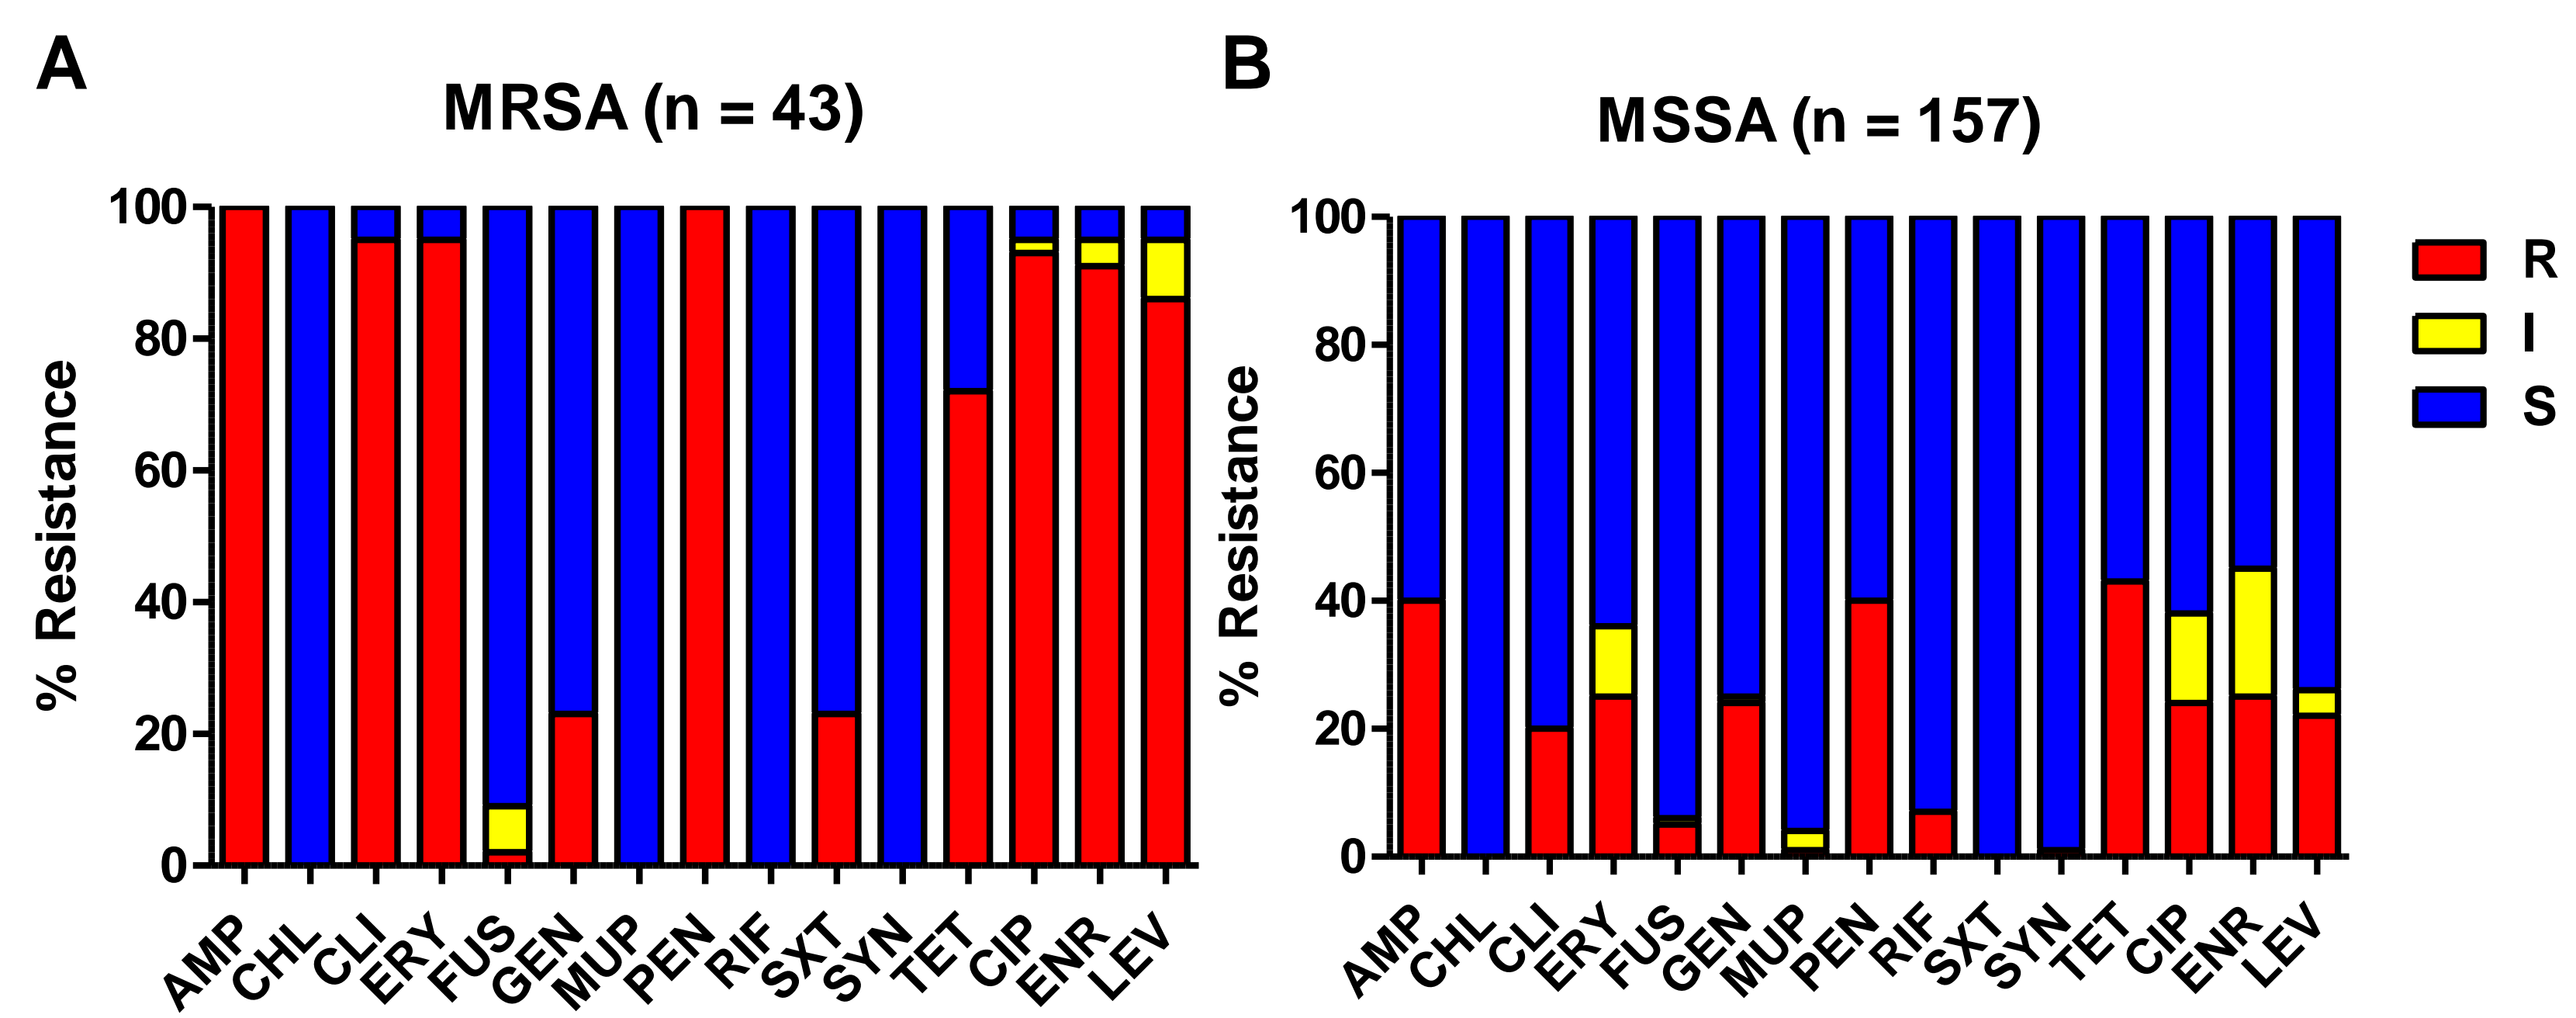 A
MRSA (n = 43)
% Resistance
100
80
60
40
20
0
AMP
CHL
CLI
ERY
FUS
GEN
MUP
PEN
RIF
SXT
SYN
TET
CIP
ENR
LEV
B
MSSA (n = 157)
% Resistance
100
80
60
40
20
0
AMP
CHL
CLI
ERY
FUS
GEN
MUP
PEN
RIF
SXT
SYN
TET
CIP
ENR
LEV
R
I
S